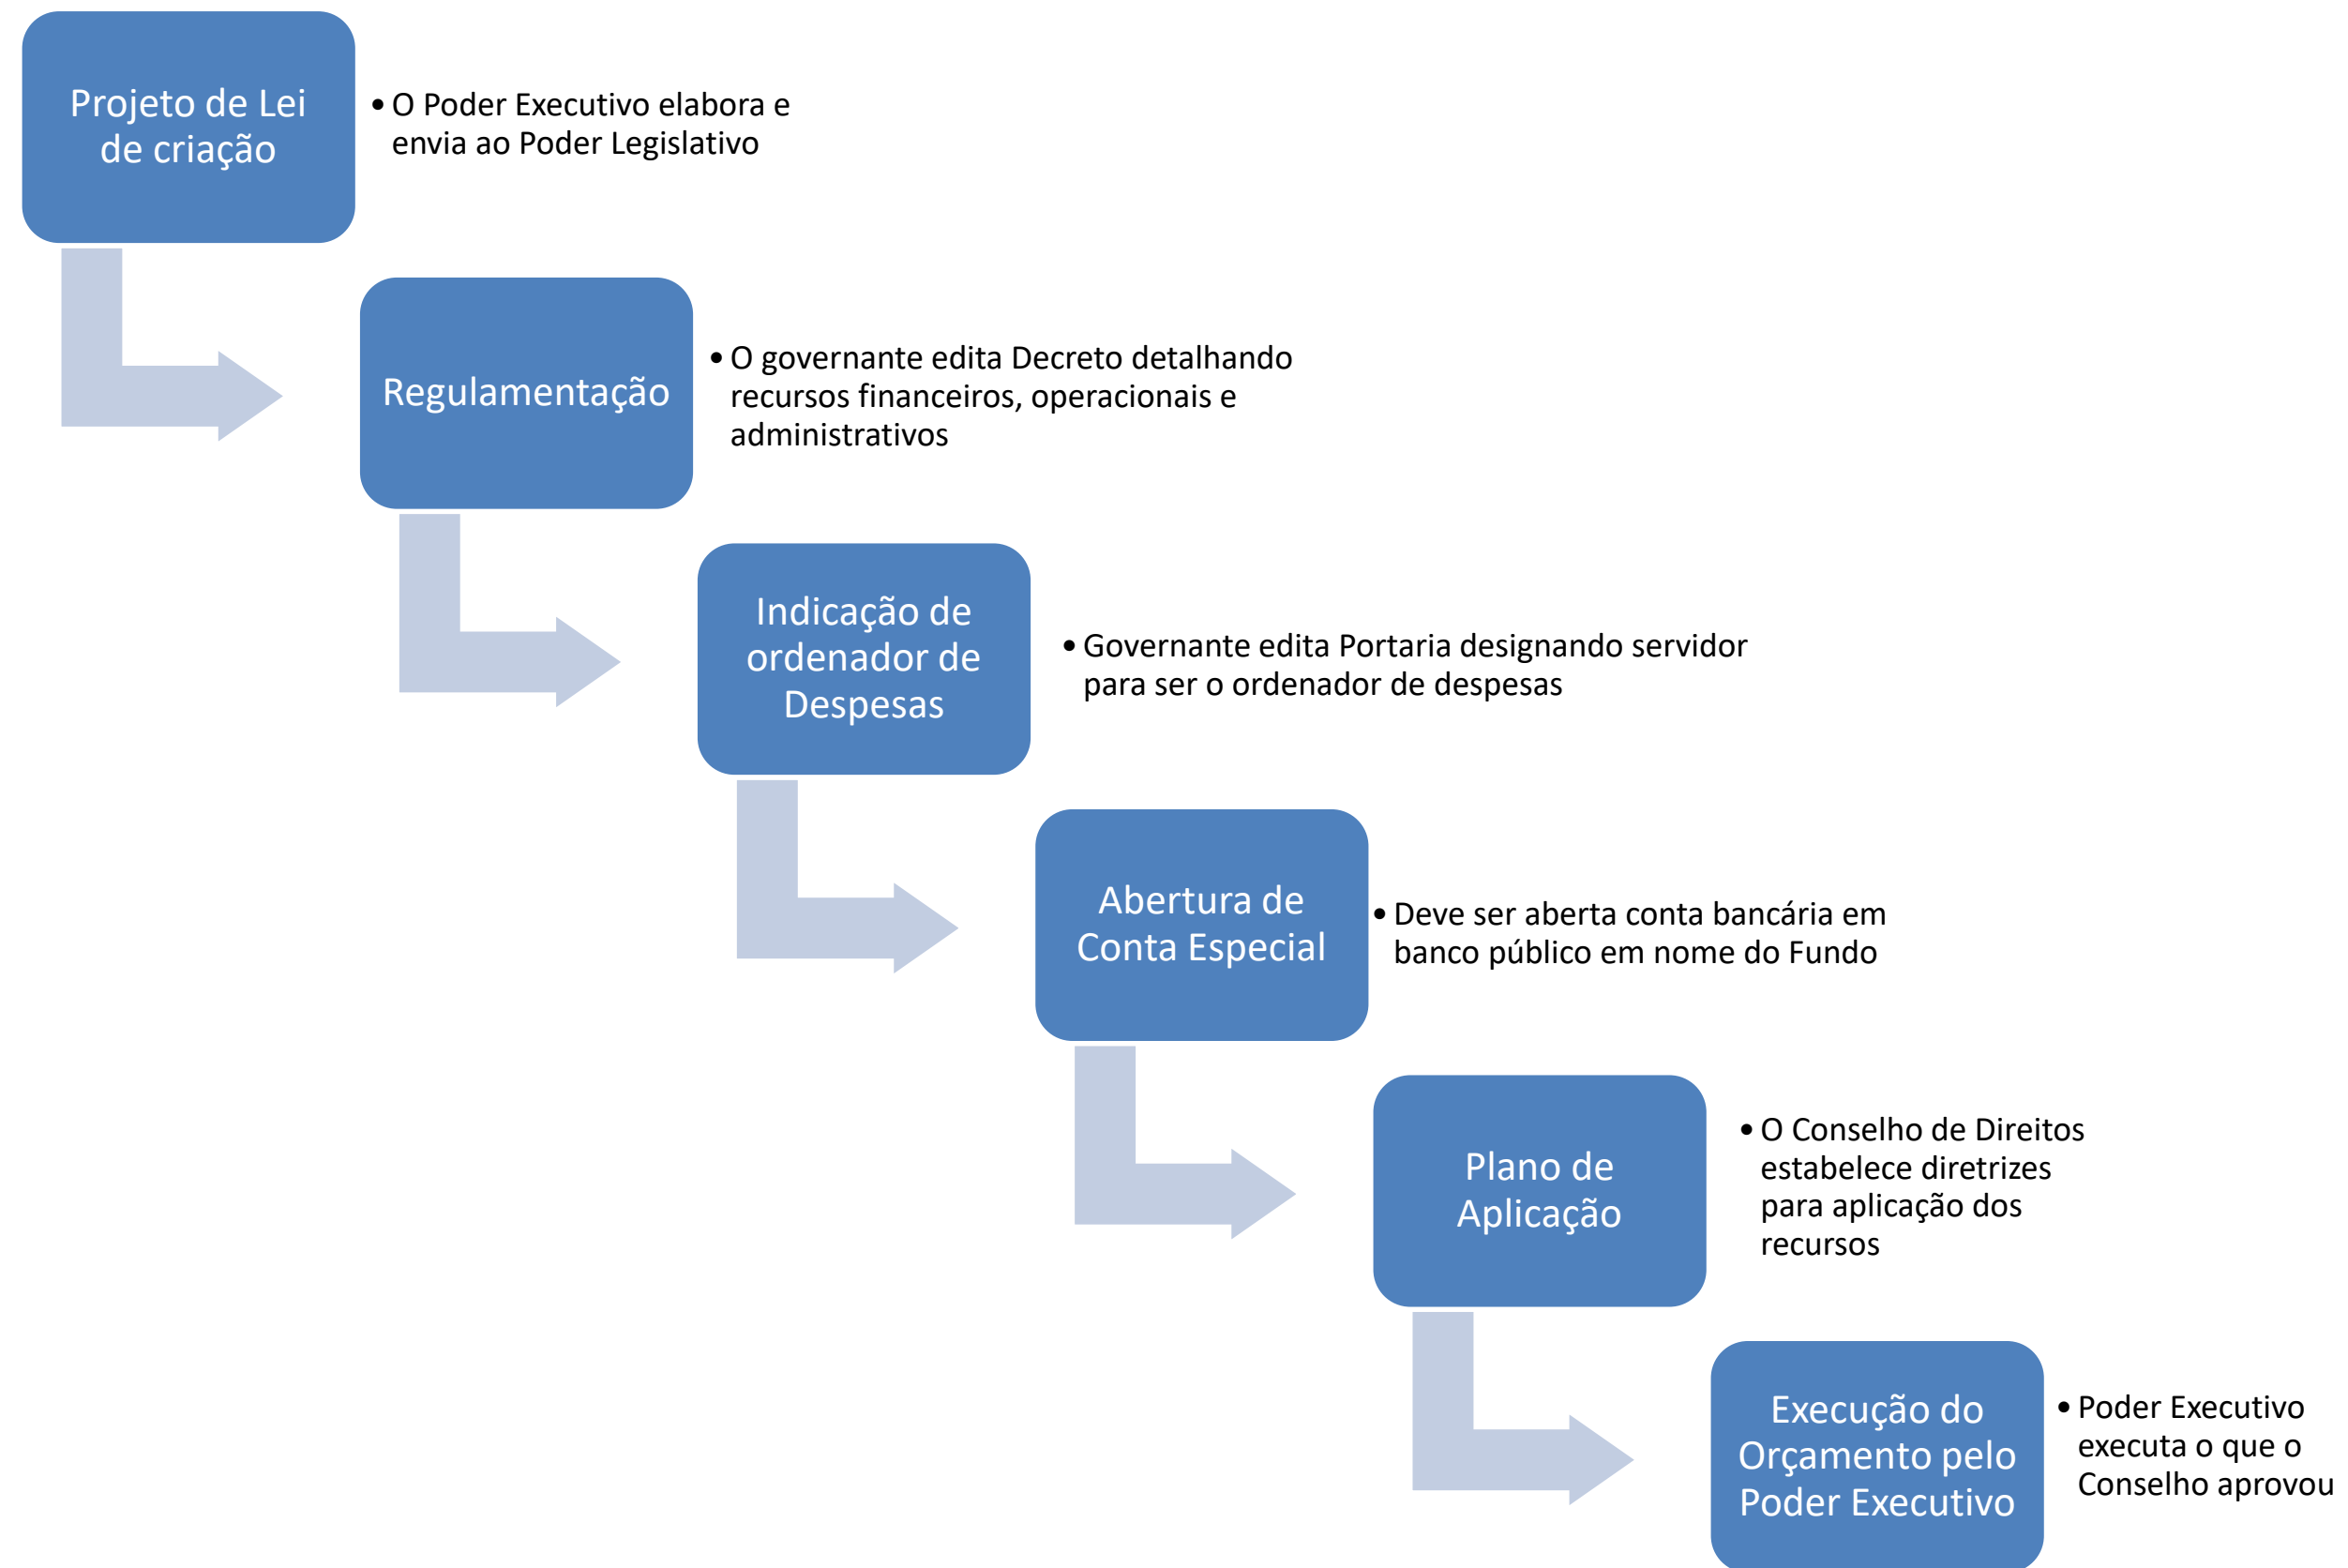 Projeto de Lei
de criação
• O Poder Executivo elabora e
envia ao Poder Legislativo
Regulamentação
• O governante edita Decreto detalhando
recursos financeiros, operacionais e
administrativos
Indicação de
ordenador de
Despesas
• Governante edita Portaria designando servidor
para ser o ordenador de despesas
Abertura de
Conta Especial
• Deve ser aberta conta bancária em
banco público em nome do Fundo
Plano de
Aplicação
• O Conselho de Direitos
estabelece diretrizes
para aplicação dos
recursos
Execução do
Orçamento pelo
Poder Executivo
• Poder Executivo
executa o que o
Conselho aprovou